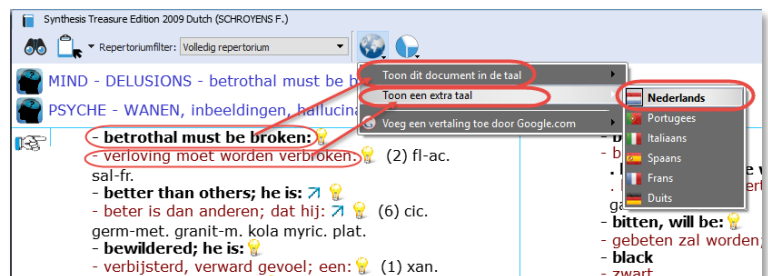 Synthesis Treasure Edition 2009 Dutch (SCHROYENS F.)
Repertoriumfilter: Volledig repertorium
MIND - DELUSIONS - betrothal must be b
PSYCHE - WANEN, inbeeldingen, hallucina
Toon dit document in de taal
Toon een extra taal
Voeg een vertaling toe door Google.com
Nederlands
Portugees
Italiaans
Spaans
Frans
Duits
- betrothal must be broken:
- verloving moet worden verbroken: (2) fl-ac.
sal-fr.
- better than others; he is:
- beter is dan anderen; dat hij: (6) cic.
germ-met. granit-m. kola myric. plat.
- bewildered; he is:
- verbijsterd, verward gevoel; een: (1) xan.
- bitten, will be:
- gebeten zal worden;
- black
- zwart